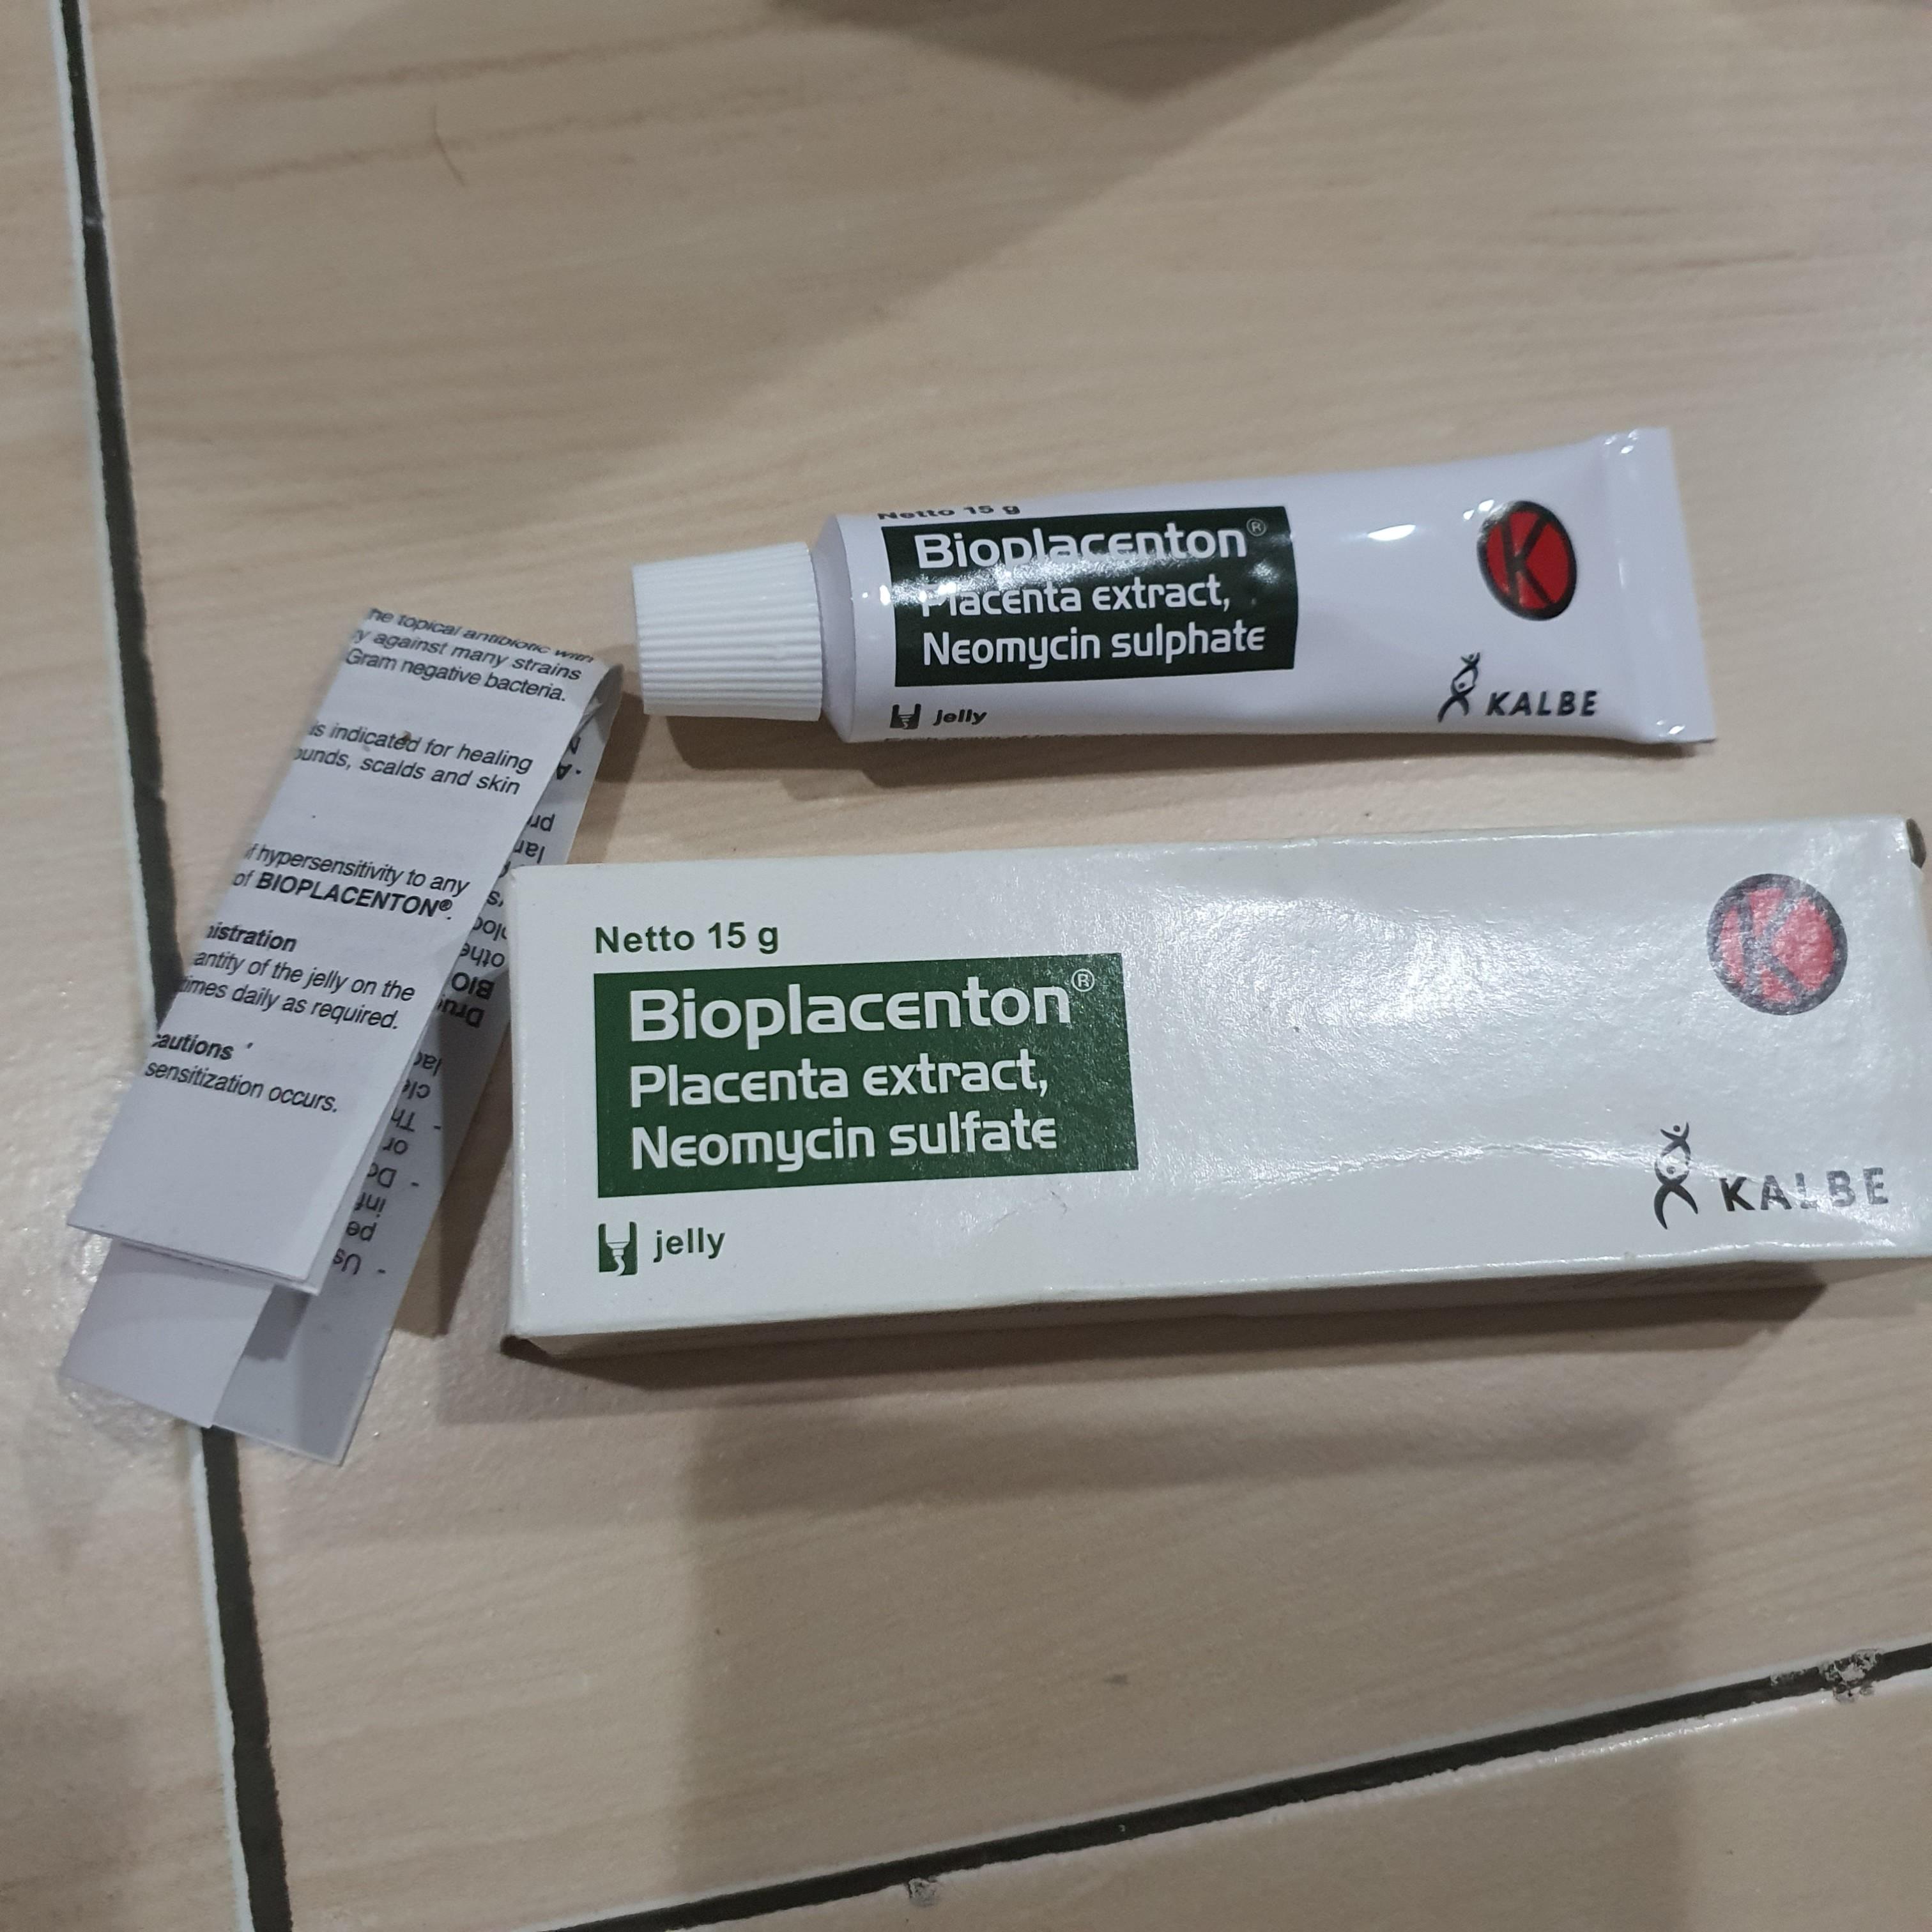 Netto 15 g
Bioplacenton®
Placenta extract,
Neomycin sulphate
jelly
K
KALBE
he topical antibiotic with
y against many strains
Gram negative bacteria.
is indicated for healing
ounds, scalds and skin
f hypersensitivity to any
of BIOPLACENTON®.
nistration
antity of the jelly on the
times daily as required.
cautions
sensitization occurs.
Netto 15 g
Bioplacenton®
Placenta extract,
Neomycin sulfate
jelly
K
KALBE